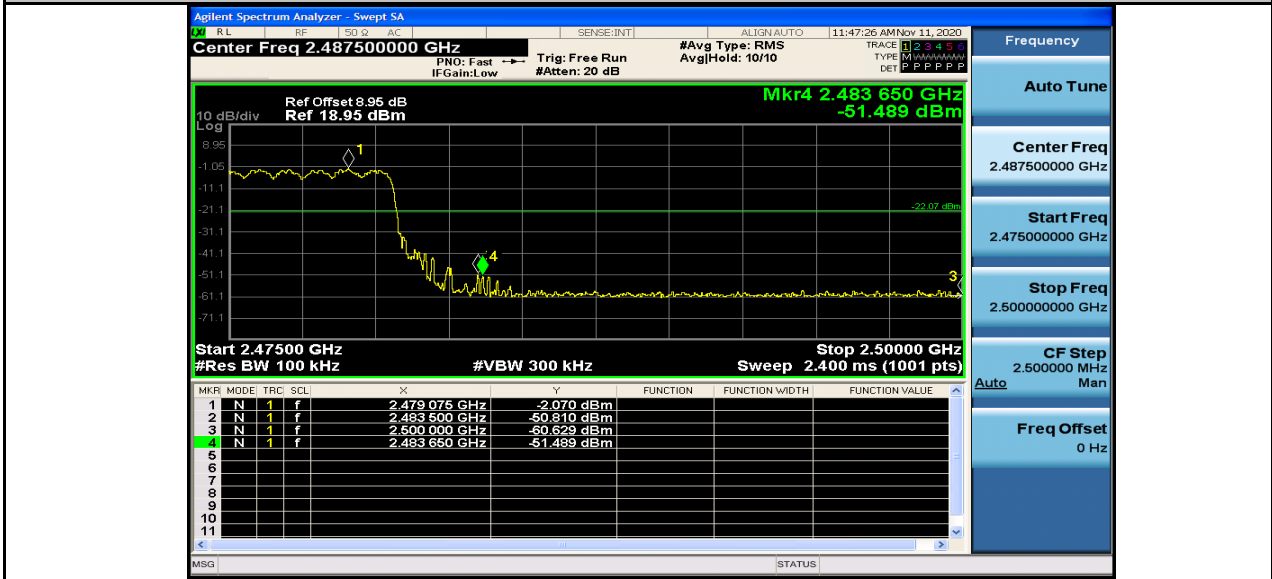 Agilent Spectrum Analyzer - Swept SA
LXI RL RF 50 Ω AC SENSE:INT ALIGN AUTO 11:47:26 AM Nov 11, 2020
Center Freq 2.487500000 GHz
#Avg Type: RMS
TRACE 1 2 3 4 5 6
PNO: Fast
Trig: Free Run
Avg|Hold: 10/10
TYPE M WWWWW
IFGain:Low
#Atten: 20 dB
DET P P P P P P
Mkr4 2.483 650 GHz
-51.489 dBm
Ref Offset 8.95 dB
10 dB/div Ref 18.95 dBm
Log
8.95
1
-1.05
-11.1
-21.1
-22.07 dBm
-31.1
-41.1
4
-51.1
3
-61.1
-71.1
Start 2.47500 GHz Stop 2.50000 GHz
#Res BW 100 kHz #VBW 300 kHz Sweep 2.400 ms (1001 pts)
MKR MODE TRC SCL X Y FUNCTION FUNCTION WIDTH FUNCTION VALUE
1 N 1 f 2.479 075 GHz -2.070 dBm
2 N 1 f 2.483 500 GHz -50.810 dBm
3 N 1 f 2.500 000 GHz -60.629 dBm
4 N 1 f 2.483 650 GHz -51.489 dBm
5
6
7
8
9
10
11
MSG STATUS
Frequency
Auto Tune
Center Freq
2.487500000 GHz
Start Freq
2.475000000 GHz
Stop Freq
2.500000000 GHz
CF Step
2.500000 MHz
Auto Man
Freq Offset
0 Hz